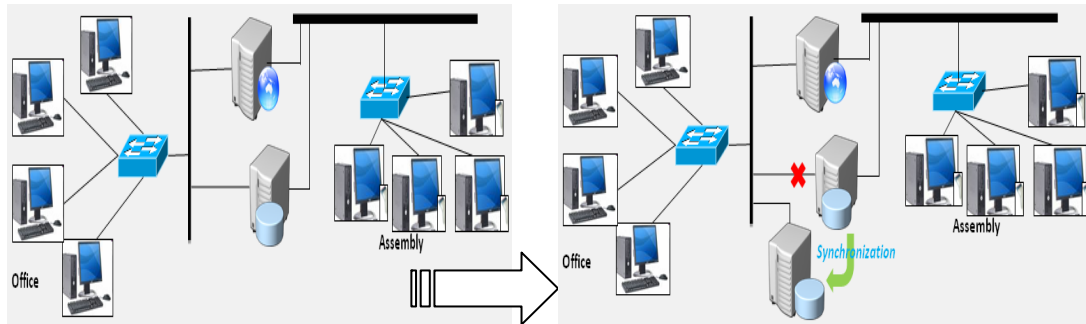 Office
Assembly
Office
Assembly
Synchronization